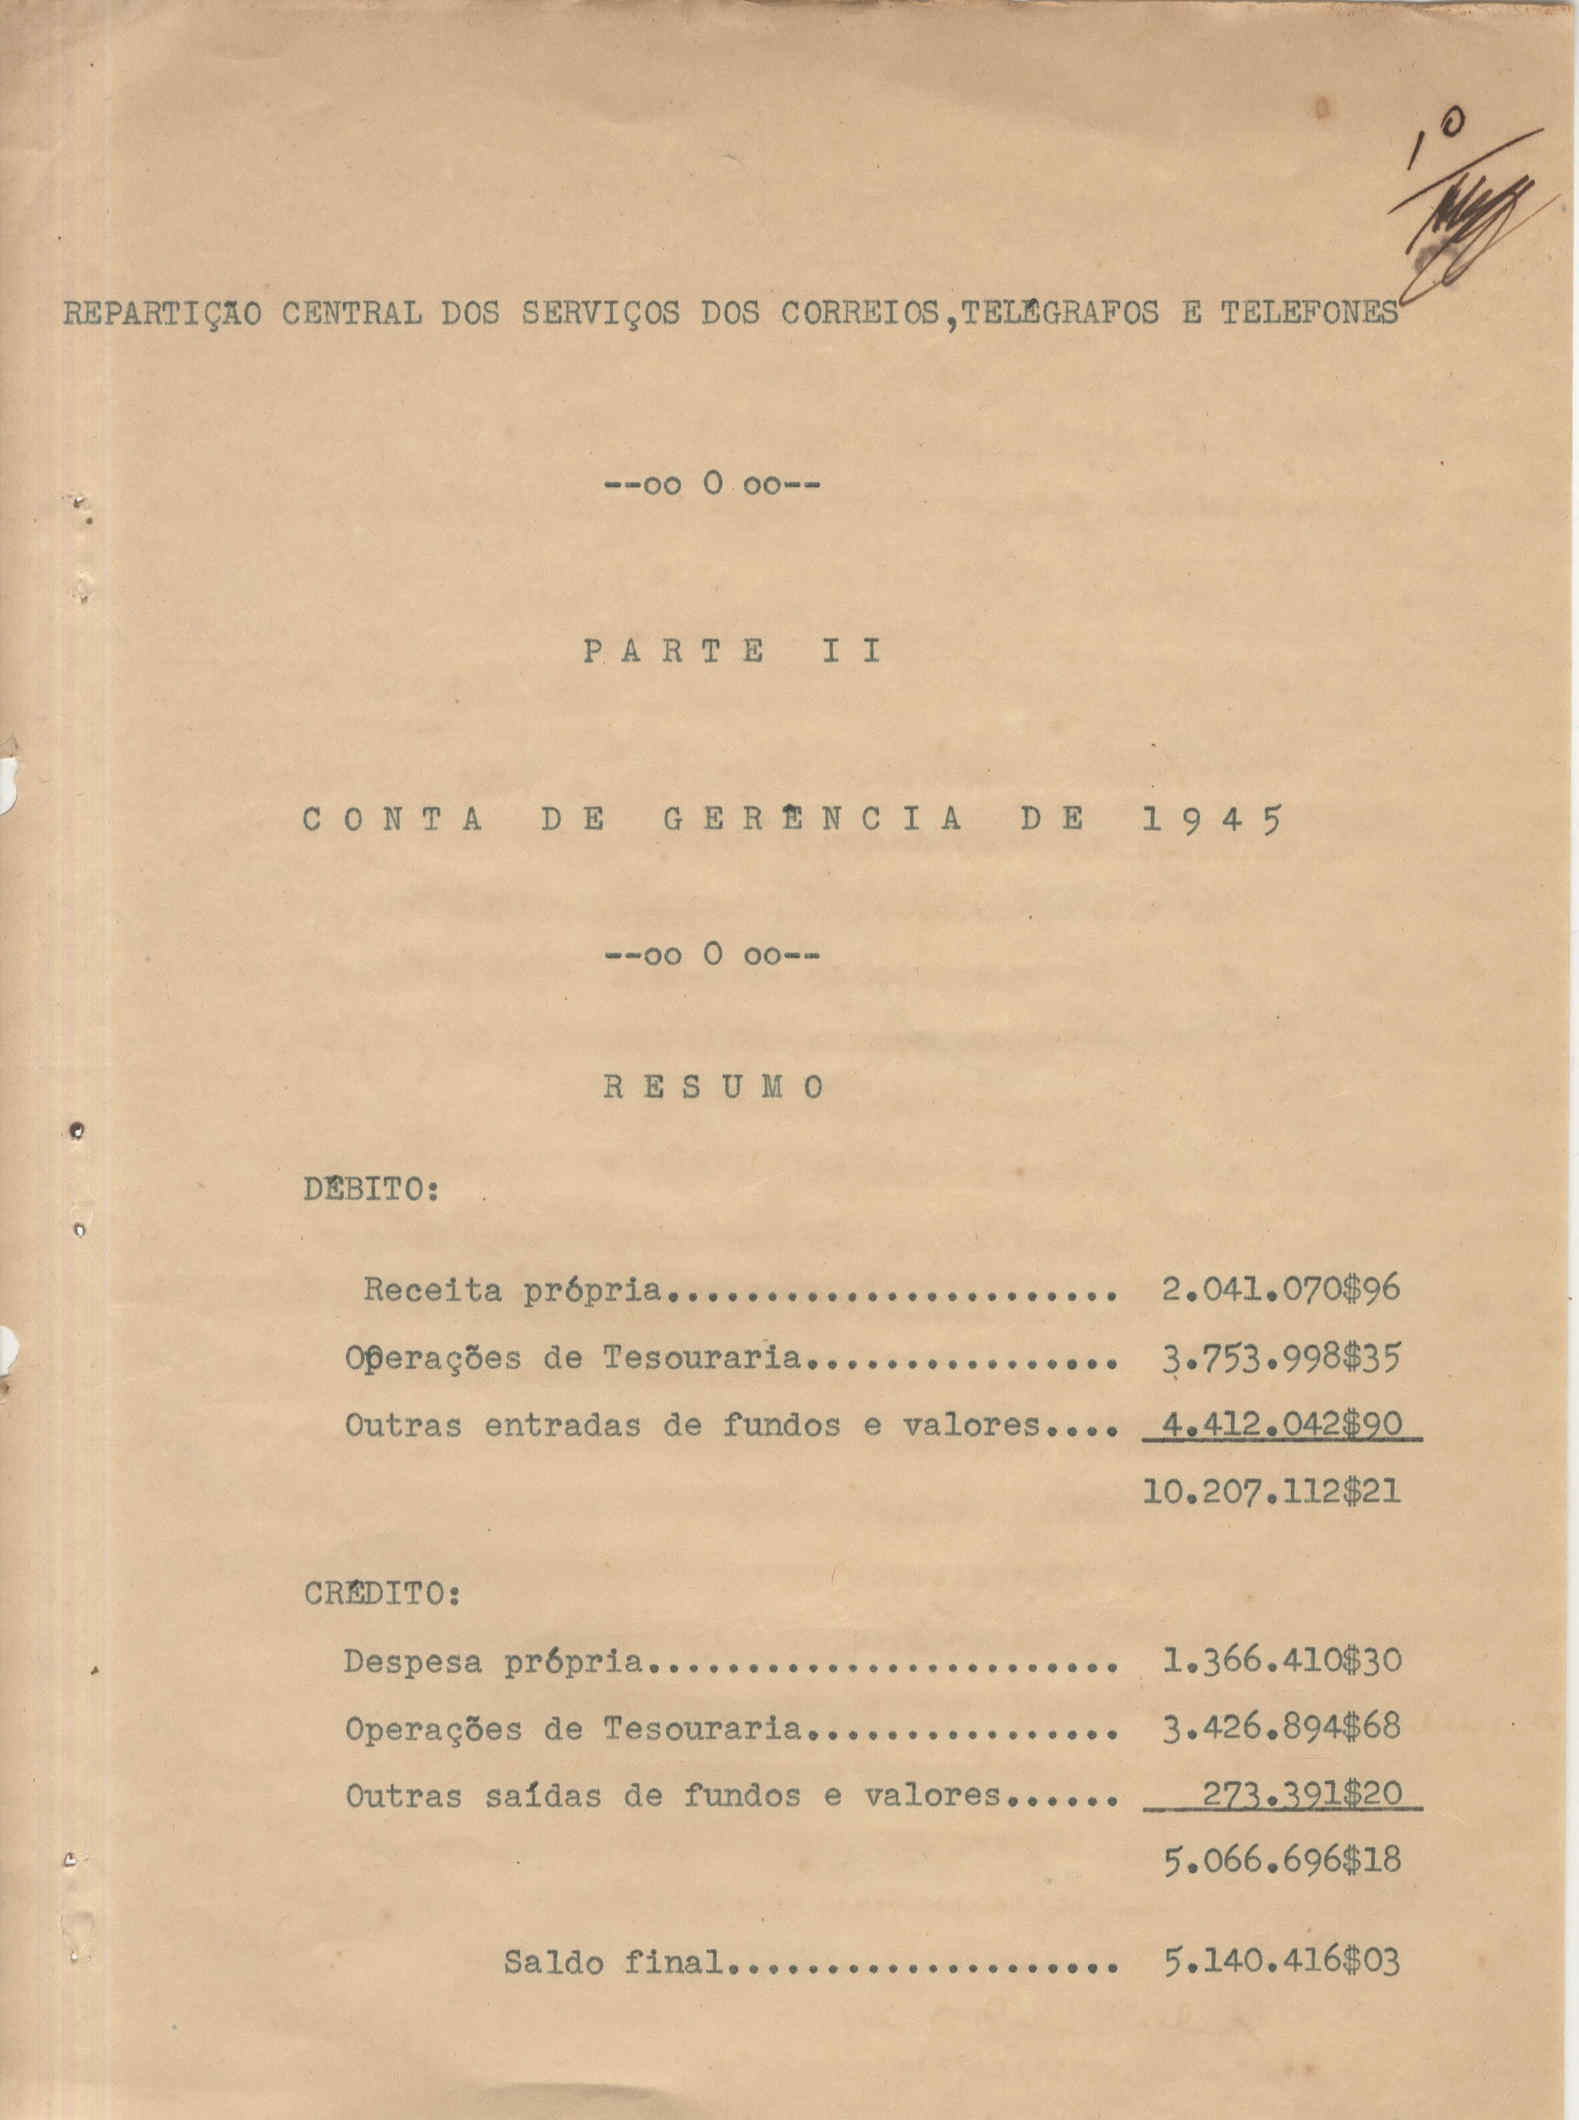 10
REPARTIÇÃO CENTRAL DOS SERVIÇOS DOS CORREIOS,TELÉGRAFOS E TELEFONES
--oo O oo--
P A R T E   I I
C O N T A   D E   G E R Ê N C I A   D E   1 9 4 5
--oo O oo--
R E S U M O
DÉBITO:
Receita própria....................... 2.041.070$96
Operações de Tesouraria................ 3.753.998$35
Outras entradas de fundos e valores.... 4.412.042$90
10.207.112$21
CRÉDITO:
Despesa própria........................ 1.366.410$30
Operações de Tesouraria................ 3.426.894$68
Outras saídas de fundos e valores...... 273.391$20
5.066.696$18
Saldo final.................... 5.140.416$03